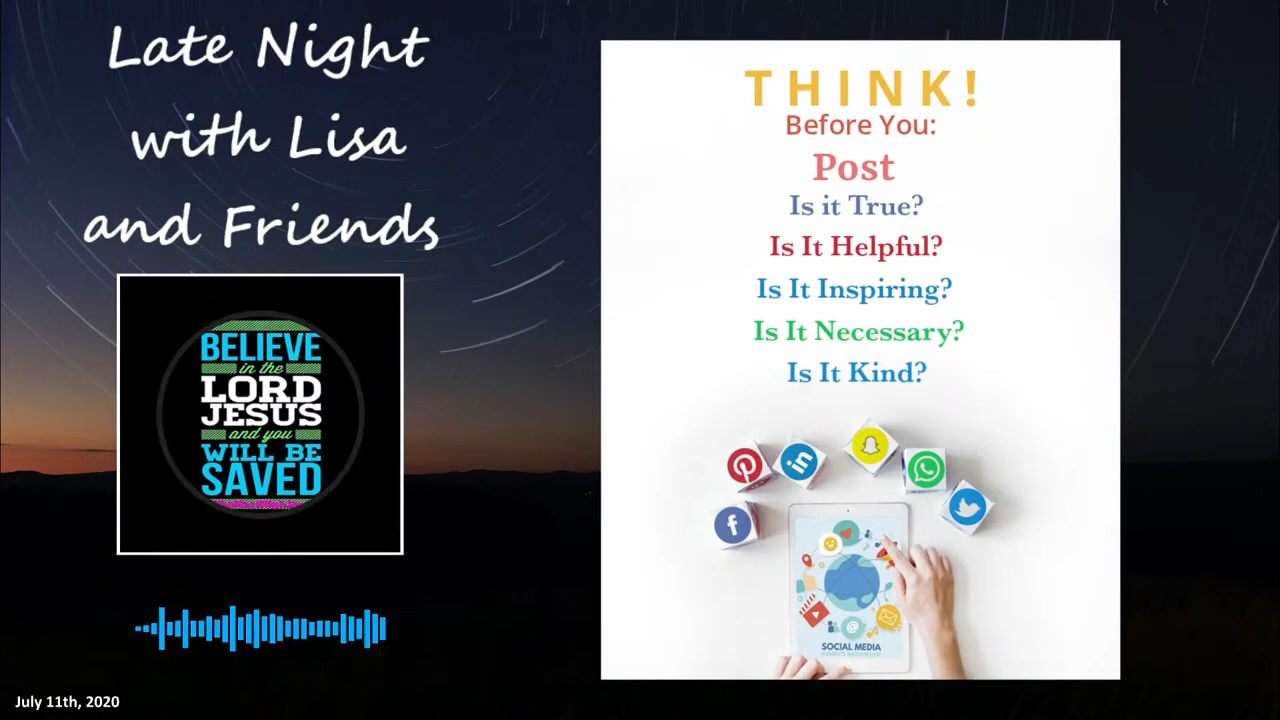 Late Night
with Lisa
and Friends
BELIEVE
in the
LORD
JESUS
and you
WILL BE
SAVED
July 11th, 2020
THINK!
Before You:
Post
Is it True?
Is It Helpful?
Is It Inspiring?
Is It Necessary?
Is It Kind?
SOCIAL MEDIA